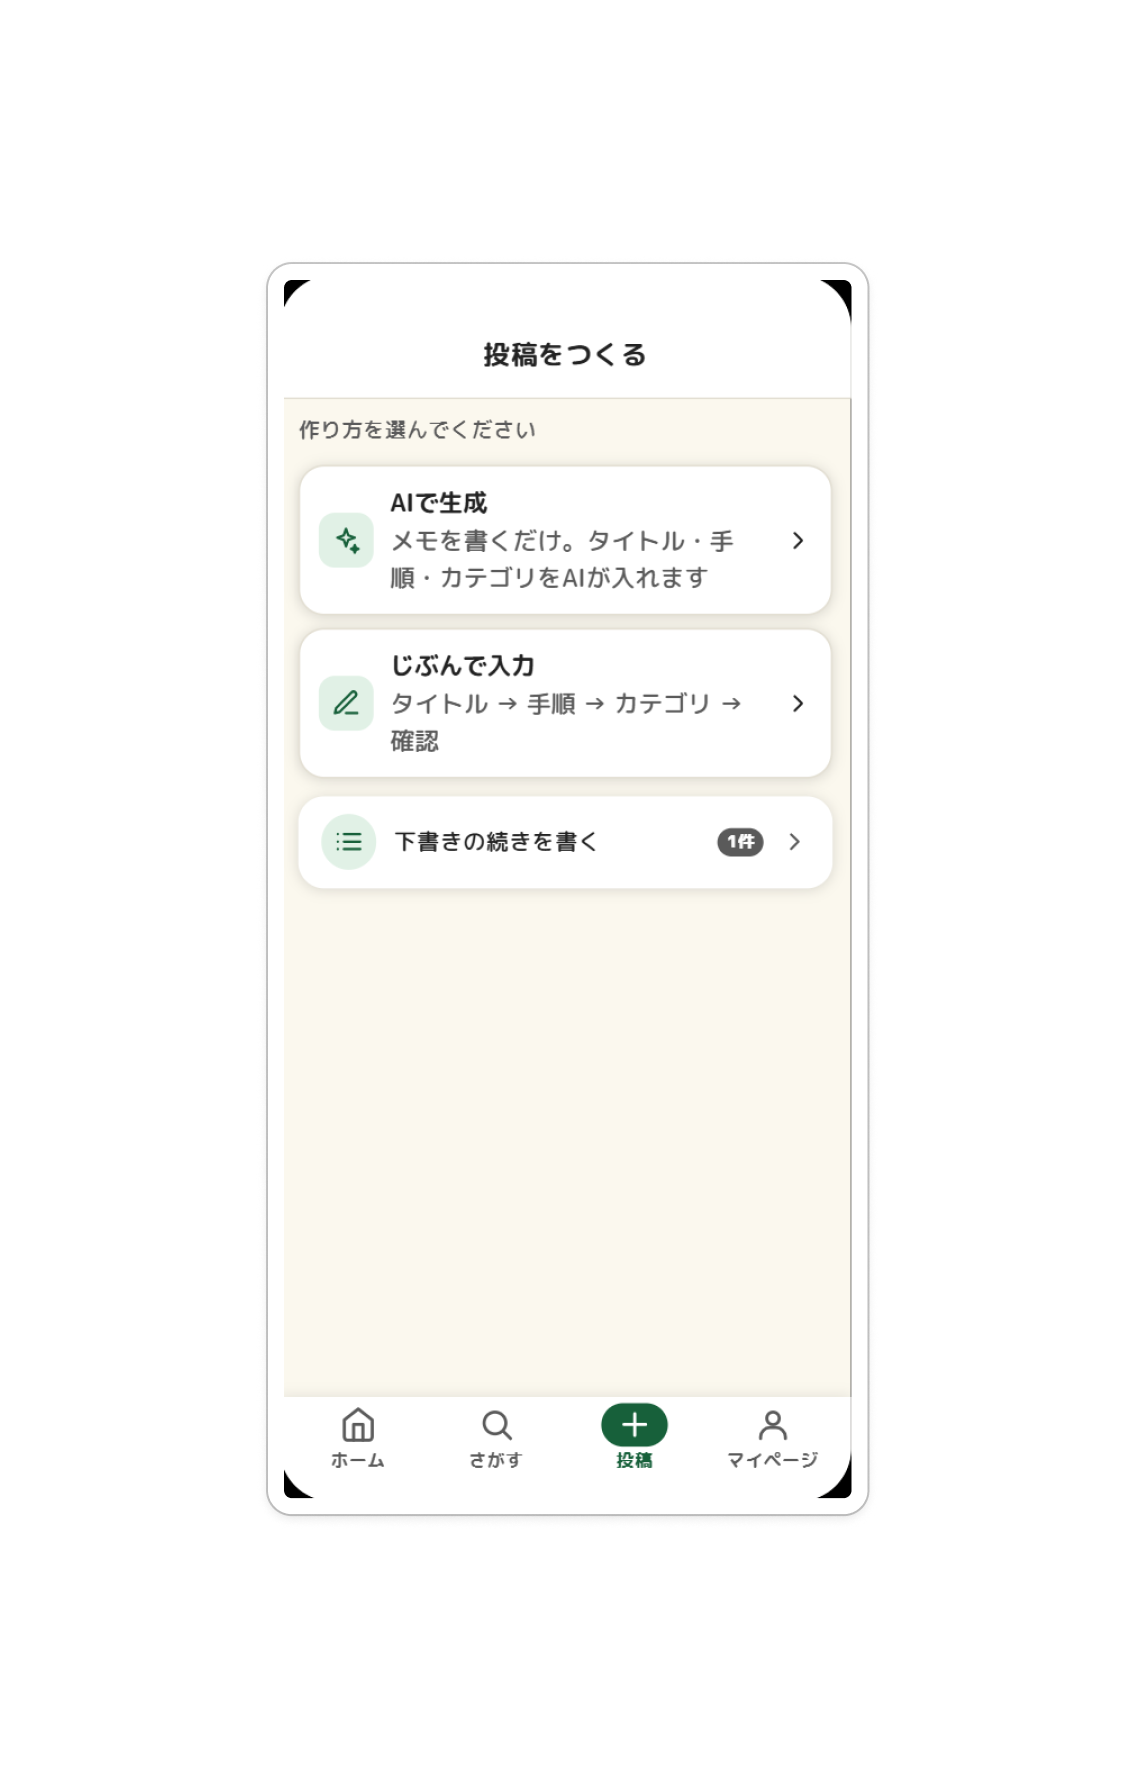 投稿をつくる
作り方を選んでください
AIで生成
メモを書くだけ。タイトル・手
順・カテゴリをAIが入れます
じぶんで入力
タイトル → 手順 → カテゴリ →
確認
下書きの続きを書く 1件
ホーム さがす 投稿 マイページ